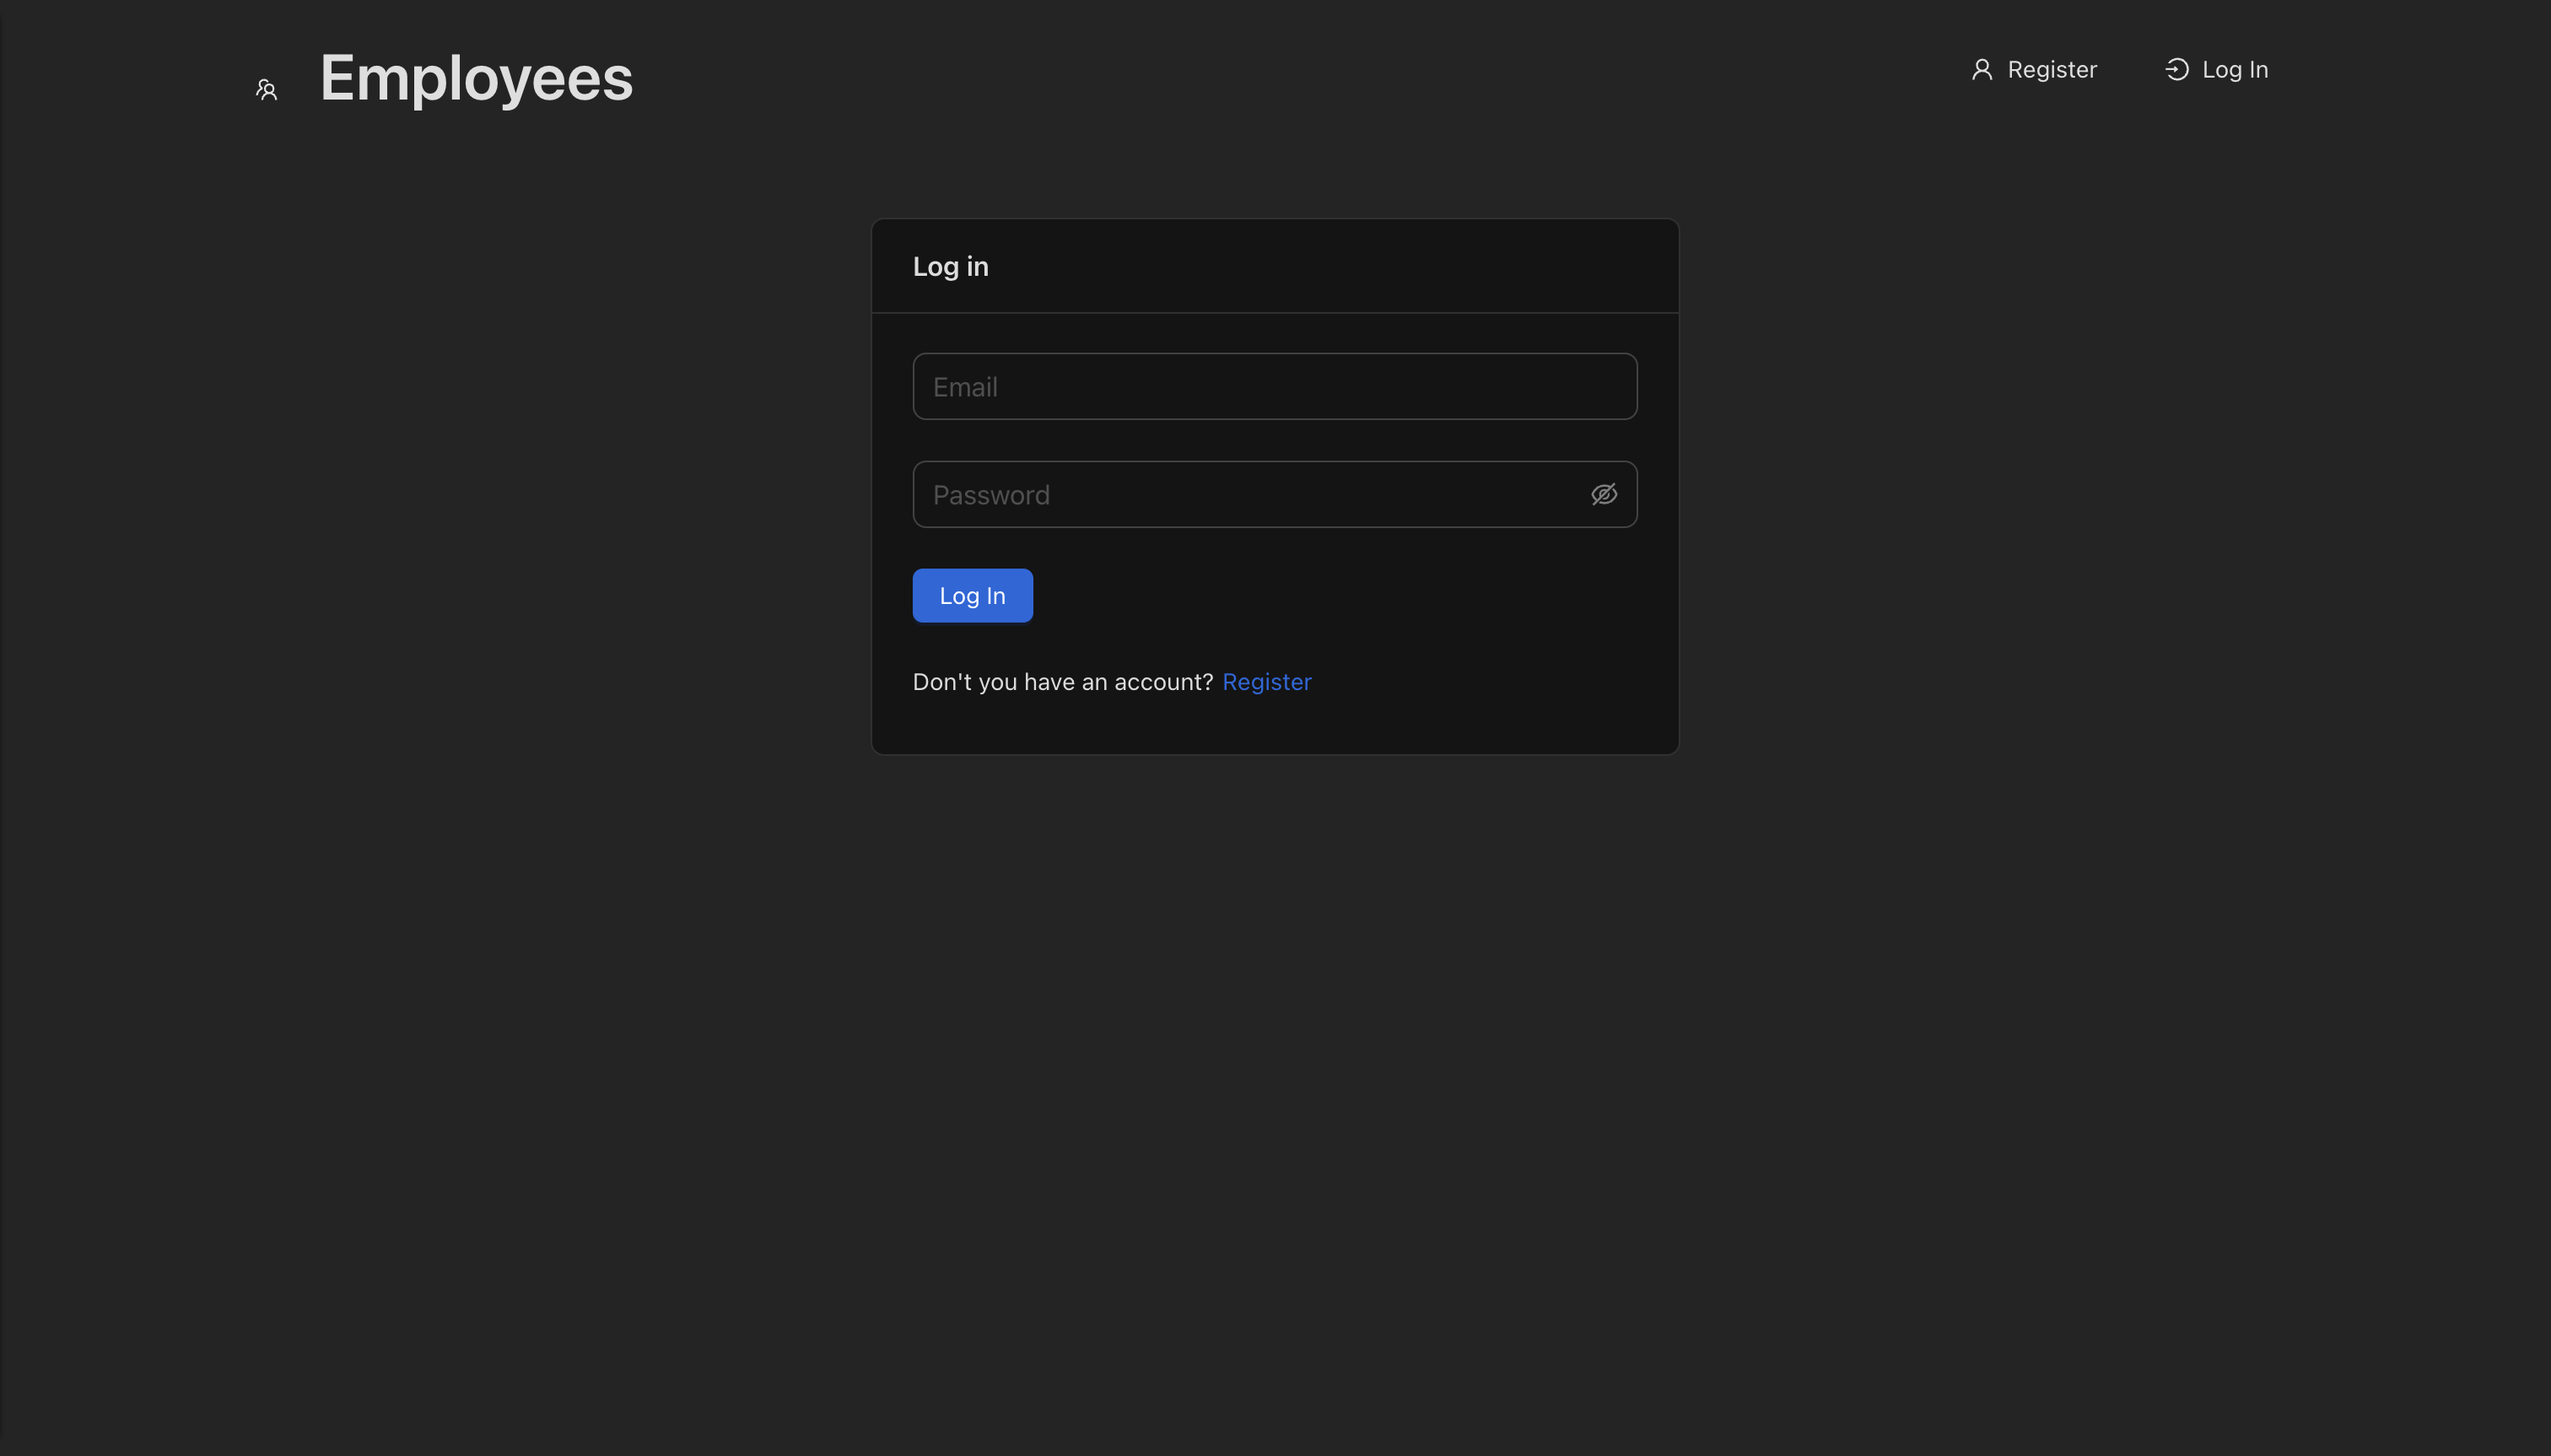 Employees
Register
Log In
Log in
Email
Password
Log In
Don't you have an account? Register